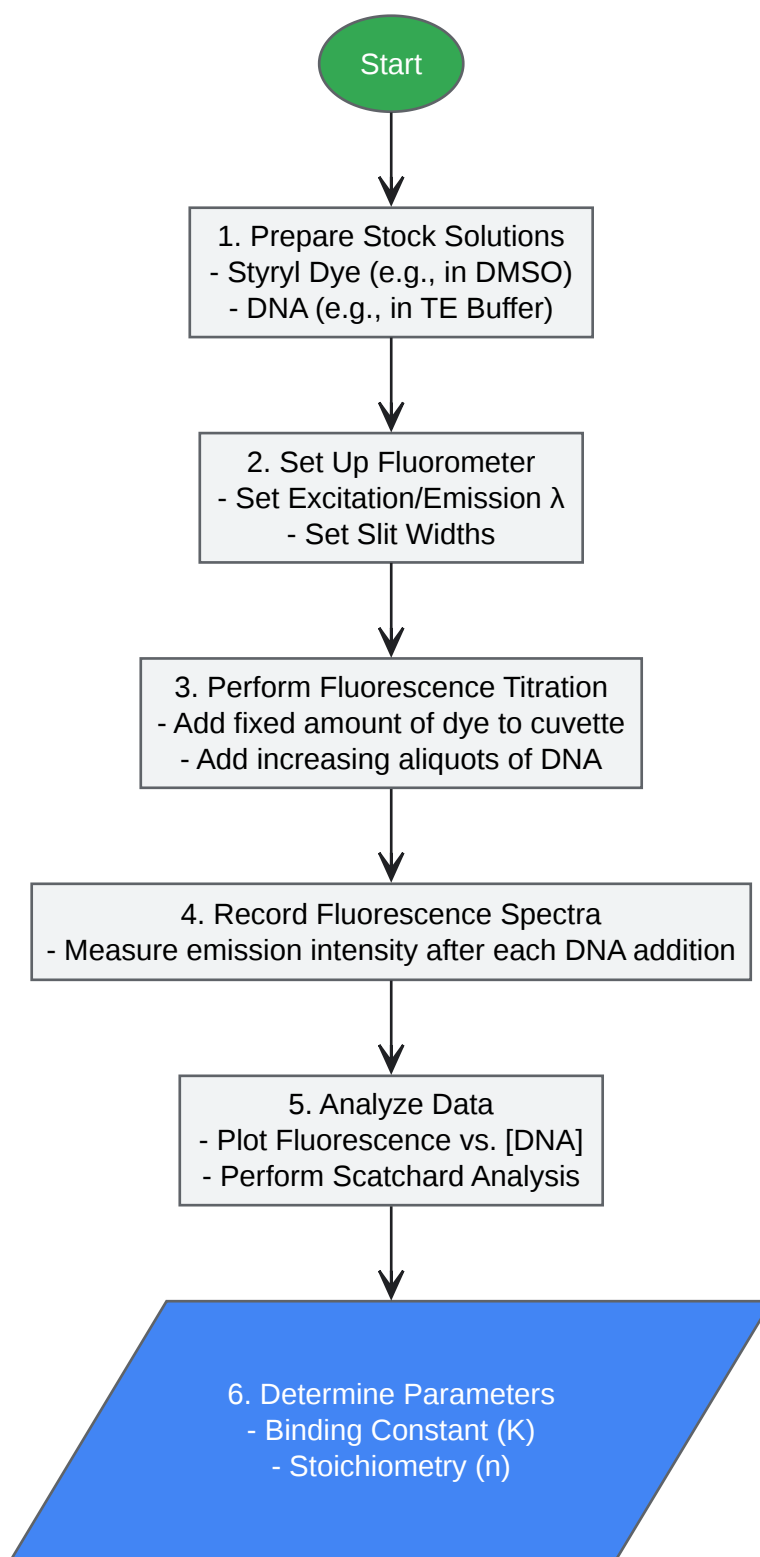 Start
1. Prepare Stock Solutions
- Styryl Dye (e.g., in DMSO)
- DNA (e.g., in TE Buffer)
2. Set Up Fluorometer
- Set Excitation/Emission λ
- Set Slit Widths
3. Perform Fluorescence Titration
- Add fixed amount of dye to cuvette
- Add increasing aliquots of DNA
4. Record Fluorescence Spectra
- Measure emission intensity after each DNA addition
5. Analyze Data
- Plot Fluorescence vs. [DNA]
- Perform Scatchard Analysis
6. Determine Parameters
- Binding Constant (K)
- Stoichiometry (n)